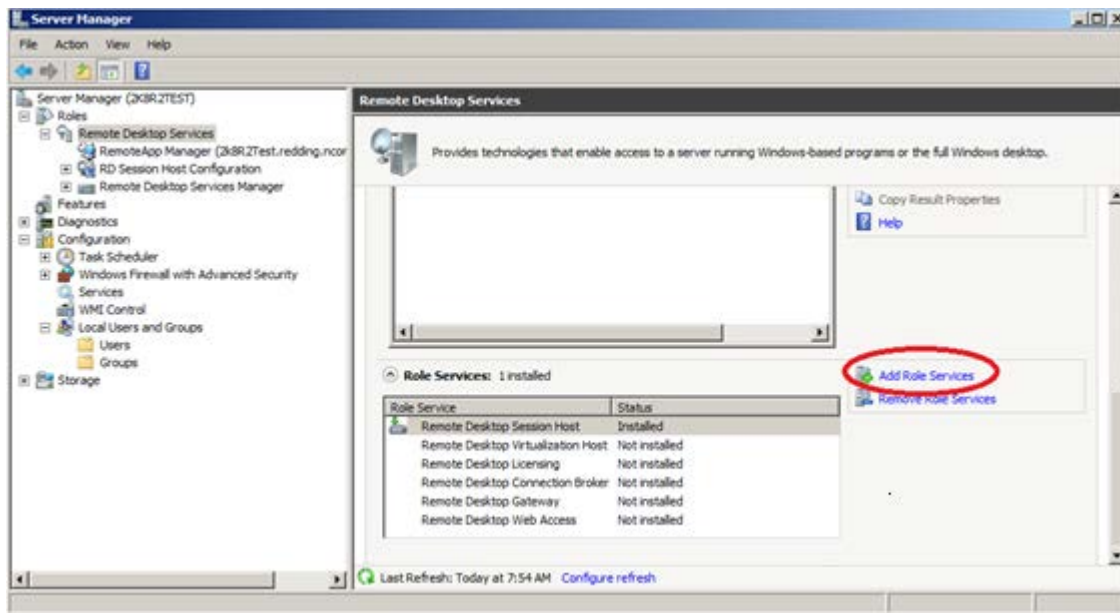 Server Manager
File Action View Help
Server Manager (2K8R2TEST)
Roles
Remote Desktop Services
RemoteApp Manager (2k8R2Test.redding.ncor
RD Session Host Configuration
Remote Desktop Services Manager
Features
Diagnostics
Configuration
Task Scheduler
Windows Firewall with Advanced Security
Services
WMI Control
Local Users and Groups
Users
Groups
Storage
Remote Desktop Services
Provides technologies that enable access to a server running Windows-based programs or the full Windows desktop.
Copy Result Properties
Help
Role Services: 1 installed
Add Role Services
Remove Role Services
Role Service Status
Remote Desktop Session Host Installed
Remote Desktop Virtualization Host Not installed
Remote Desktop Licensing Not installed
Remote Desktop Connection Broker Not installed
Remote Desktop Gateway Not installed
Remote Desktop Web Access Not installed
Last Refresh: Today at 7:54 AM Configure refresh